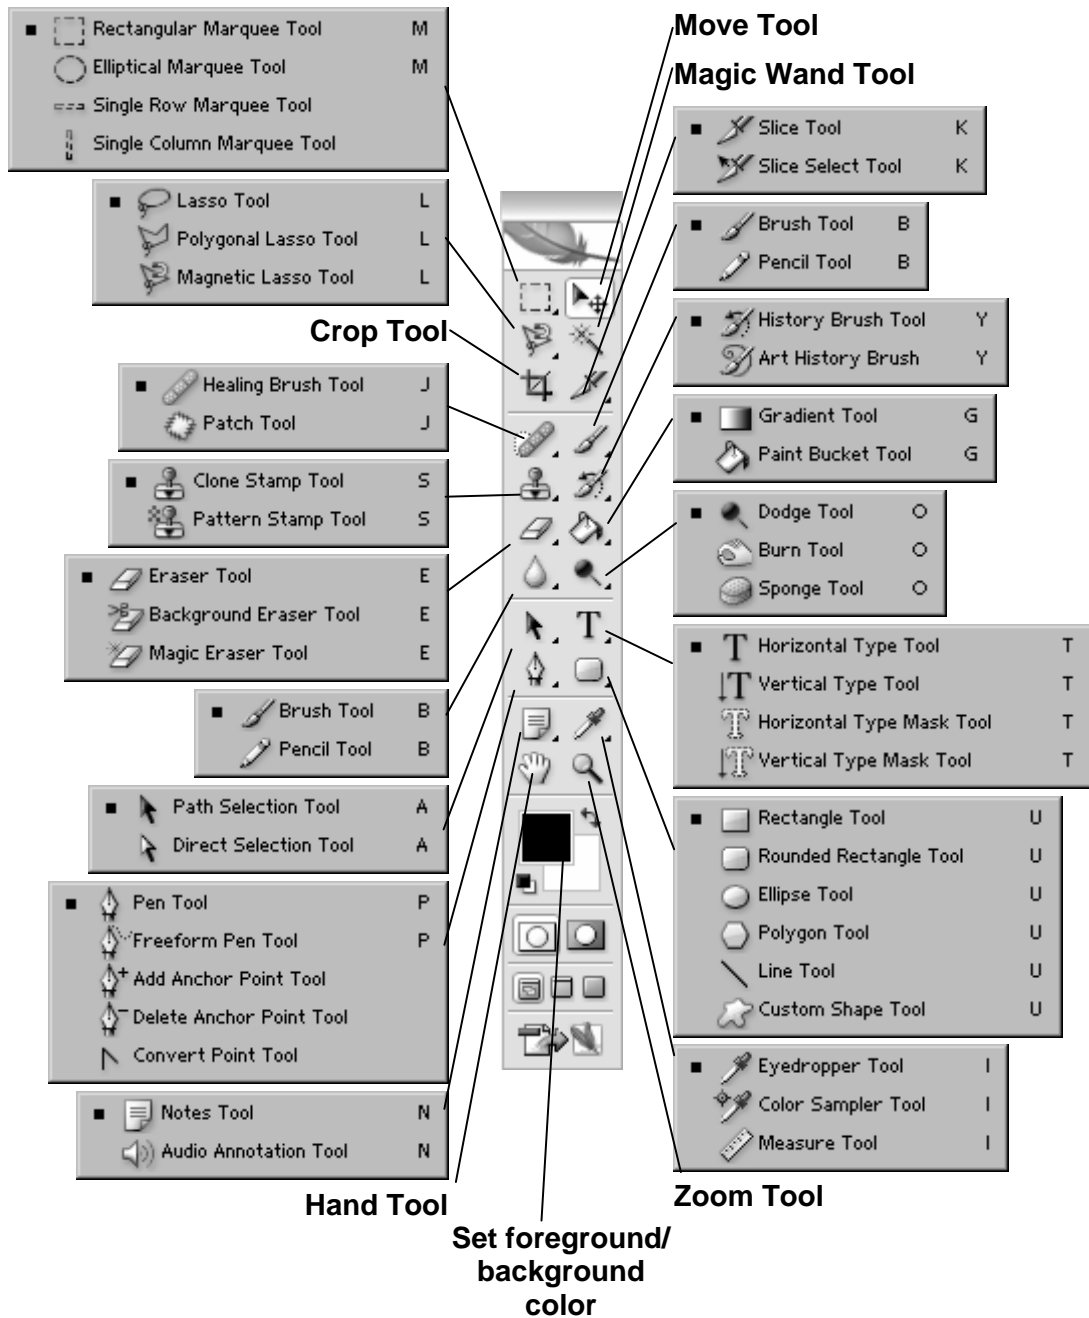 Rectangular Marquee Tool M
Elliptical Marquee Tool M
Single Row Marquee Tool
Single Column Marquee Tool
Lasso Tool L
Polygonal Lasso Tool L
Magnetic Lasso Tool L
Crop Tool
Healing Brush Tool J
Patch Tool J
Clone Stamp Tool S
Pattern Stamp Tool S
Eraser Tool E
Background Eraser Tool E
Magic Eraser Tool E
Brush Tool B
Pencil Tool B
Path Selection Tool A
Direct Selection Tool A
Pen Tool P
Freeform Pen Tool P
Add Anchor Point Tool
Delete Anchor Point Tool
Convert Point Tool
Notes Tool N
Audio Annotation Tool N
Hand Tool
Set foreground/
background
color
T
Move Tool
Magic Wand Tool
Slice Tool K
Slice Select Tool K
Brush Tool B
Pencil Tool B
History Brush Tool Y
Art History Brush Y
Gradient Tool G
Paint Bucket Tool G
Dodge Tool O
Burn Tool O
Sponge Tool O
T Horizontal Type Tool T
T Vertical Type Tool T
T Horizontal Type Mask Tool T
T Vertical Type Mask Tool T
Rectangle Tool U
Rounded Rectangle Tool U
Ellipse Tool U
Polygon Tool U
Line Tool U
Custom Shape Tool U
Eyedropper Tool I
Color Sampler Tool I
Measure Tool I
Zoom Tool